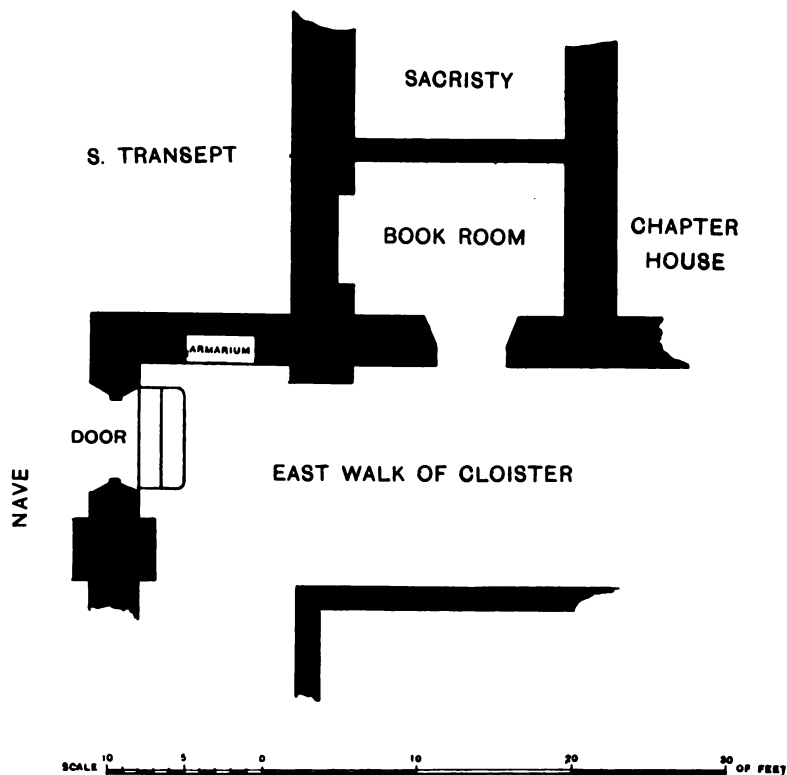 SACRISTY
S. TRANSEPT
BOOK ROOM
CHAPTER
HOUSE
ARMARIUM
DOOR
EAST WALK OF CLOISTER
NAVE
SCALE 10 5 0 10 20 30 OF FEET